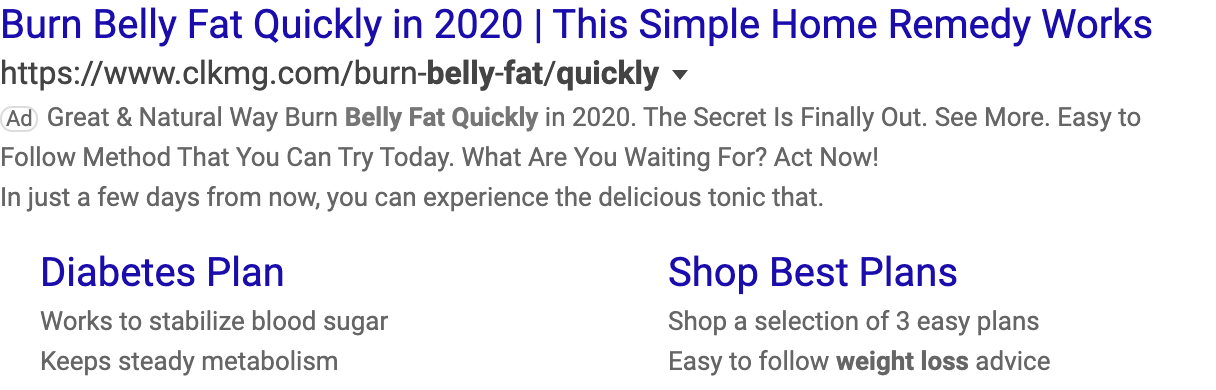 Burn Belly Fat Quickly in 2020 | This Simple Home Remedy Works
https://www.clkmg.com/burn-belly-fat/quickly
Ad Great & Natural Way Burn Belly Fat Quickly in 2020. The Secret Is Finally Out. See More. Easy to
Follow Method That You Can Try Today. What Are You Waiting For? Act Now!
In just a few days from now, you can experience the delicious tonic that.
Diabetes Plan
Works to stabilize blood sugar
Keeps steady metabolism
Shop Best Plans
Shop a selection of 3 easy plans
Easy to follow weight loss advice